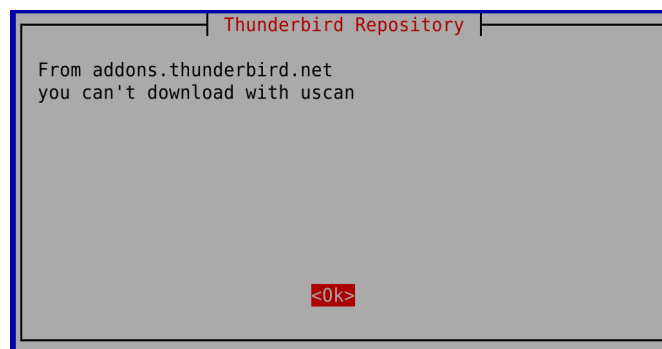 Thunderbird Repository
From addons.thunderbird.net
you can't download with uscan
<Ok>